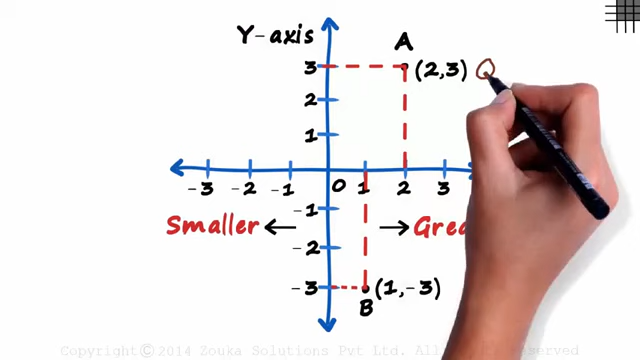 Y-axis
A
3 (2,3)
2
1
-3 -2 -1 0 1 2 3
-1
Smaller ← → Grea
-2
-3 (1,-3)
B
Copyright© 2014 Zouka Solutions Pvt. Ltd. All Rights Reserved